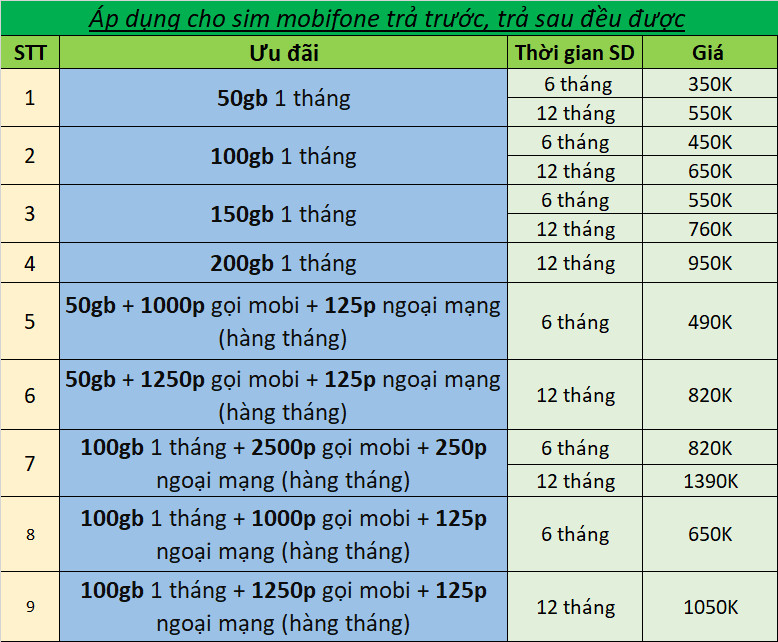 Áp dụng cho sim mobifone trả trước, trả sau đều được
STT Ưu đãi Thời gian SD Giá
1 50gb 1 tháng 6 tháng 350K
12 tháng 550K
2 100gb 1 tháng 6 tháng 450K
12 tháng 650K
3 150gb 1 tháng 6 tháng 550K
12 tháng 760K
4 200gb 1 tháng 12 tháng 950K
5 50gb + 1000p gọi mobi + 125p ngoại mạng
(hàng tháng) 6 tháng 490K
6 50gb + 1250p gọi mobi + 125p ngoại mạng
(hàng tháng) 12 tháng 820K
7 100gb 1 tháng + 2500p gọi mobi + 250p 6 tháng 820K
ngoại mạng (hàng tháng) 12 tháng 1390K
8 100gb 1 tháng + 1000p gọi mobi + 125p
ngoại mạng (hàng tháng) 6 tháng 650K
9 100gb 1 tháng + 1250p gọi mobi + 125p
ngoại mạng (hàng tháng) 12 tháng 1050K